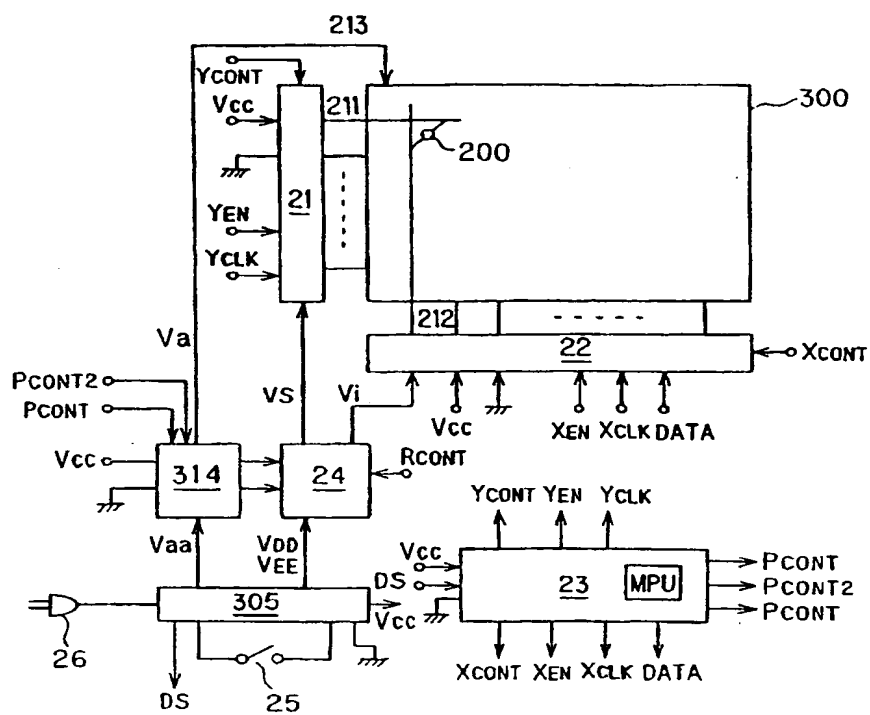 213
YCONT
VCC
211
300
200
21
YEN
YCLK
212
22
XCONT
Va
PCONT2
PCONT
VS
Vi
VCC
XEN XCLK DATA
VCC
314
24
RCONT
YCONT YEN YCLK
Vaa
VDD
VEE
VCC
DS
23
MPU
PCONT
PCONT2
PCONT
305
VCC
26
25
DS
XCONT XEN XCLK DATA